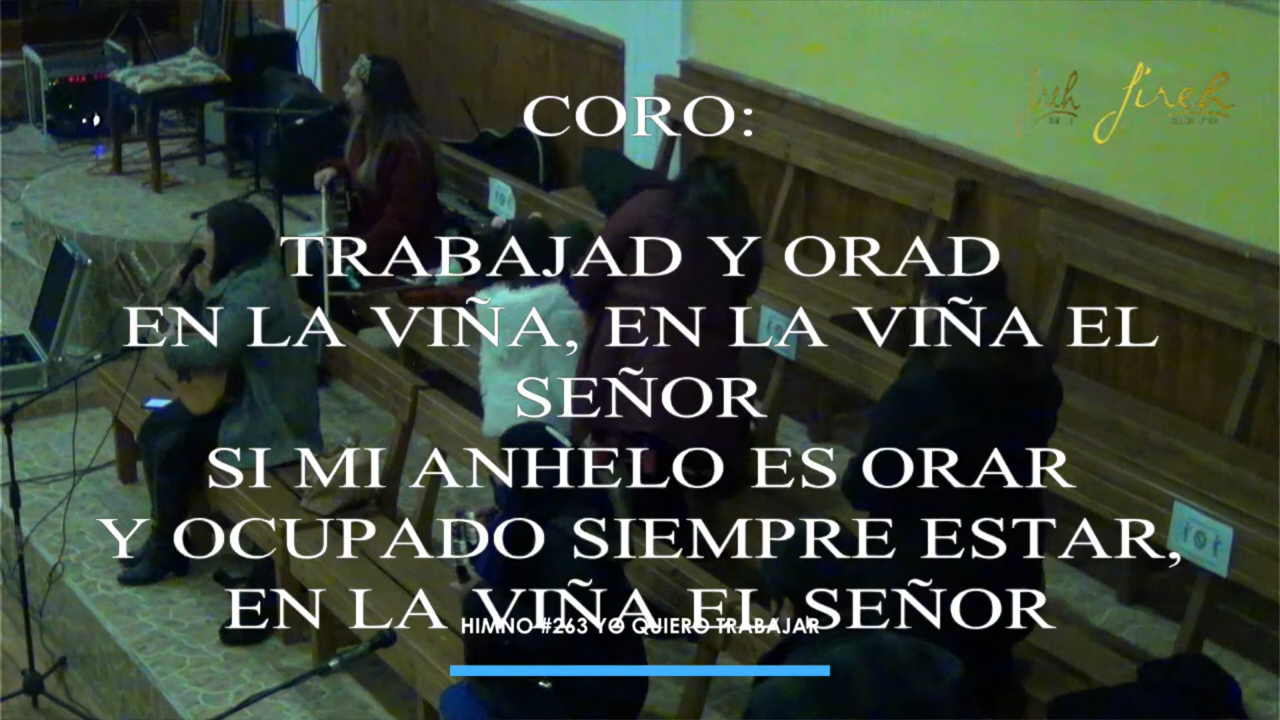 Jireh
CORO:
TRABAJAD Y ORAD
EN LA VIÑA, EN LA VIÑA EL
SEÑOR
SI MI ANHELO ES ORAR
Y OCUPADO SIEMPRE ESTAR,
EN LA VIÑA EL SEÑOR
HIMNO #263 YO QUIERO TRABAJAR